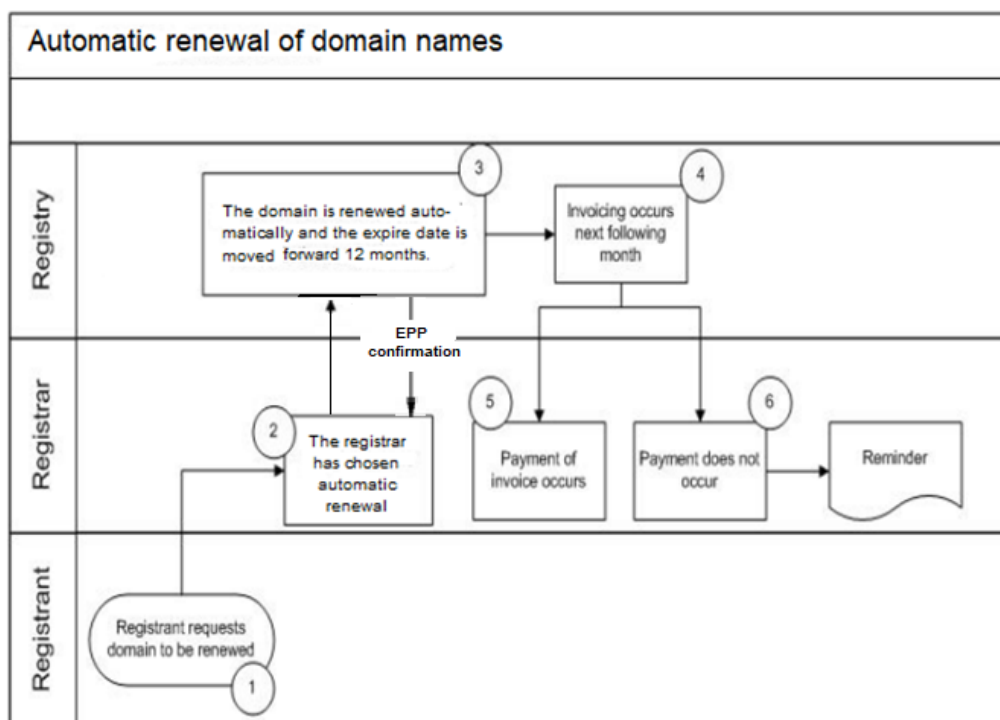 Automatic renewal of domain names
Registry
3
The domain is renewed auto-
matically and the expire date is
moved forward 12 months.
4
Invoicing occurs
next following
month
EPP
confirmation
Registrar
2
The registrar
has chosen
automatic
renewal
5
Payment of
invoice occurs
6
Payment does not
occur
Reminder
Registrant
Registrant requests
domain to be renewed
1